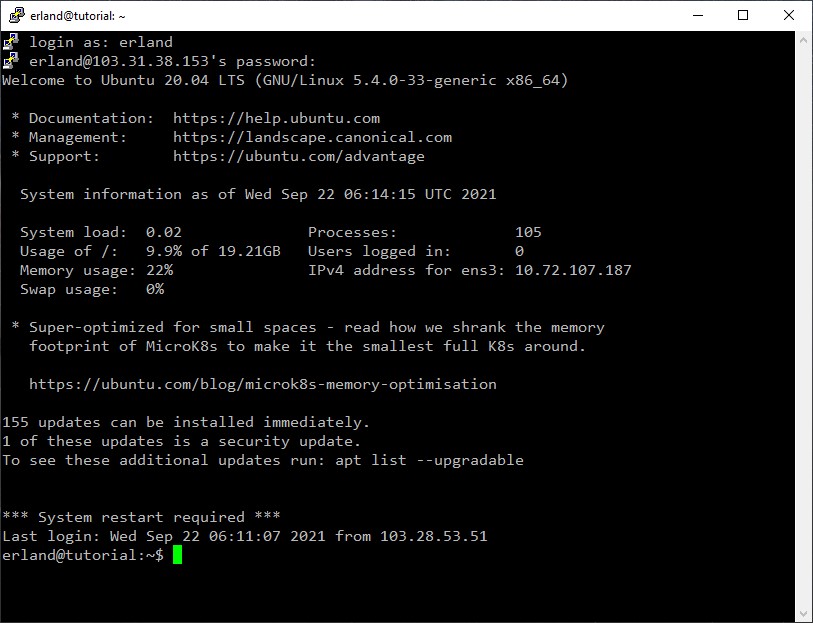 erland@tutorial: ~
login as: erland
erland@103.31.38.153's password:
Welcome to Ubuntu 20.04 LTS (GNU/Linux 5.4.0-33-generic x86_64)
* Documentation:  https://help.ubuntu.com
* Management:     https://landscape.canonical.com
* Support:        https://ubuntu.com/advantage
System information as of Wed Sep 22 06:14:15 UTC 2021
System load:  0.02              Processes:             105
Usage of /:   9.9% of 19.21GB   Users logged in:       0
Memory usage: 22%               IPv4 address for ens3: 10.72.107.187
Swap usage:   0%
* Super-optimized for small spaces - read how we shrank the memory
footprint of MicroK8s to make it the smallest full K8s around.
https://ubuntu.com/blog/microk8s-memory-optimisation
155 updates can be installed immediately.
1 of these updates is a security update.
To see these additional updates run: apt list --upgradable
*** System restart required ***
Last login: Wed Sep 22 06:11:07 2021 from 103.28.53.51
erland@tutorial:~$